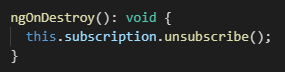 ngOnDestroy(): void {
  this.subscription.unsubscribe();
}